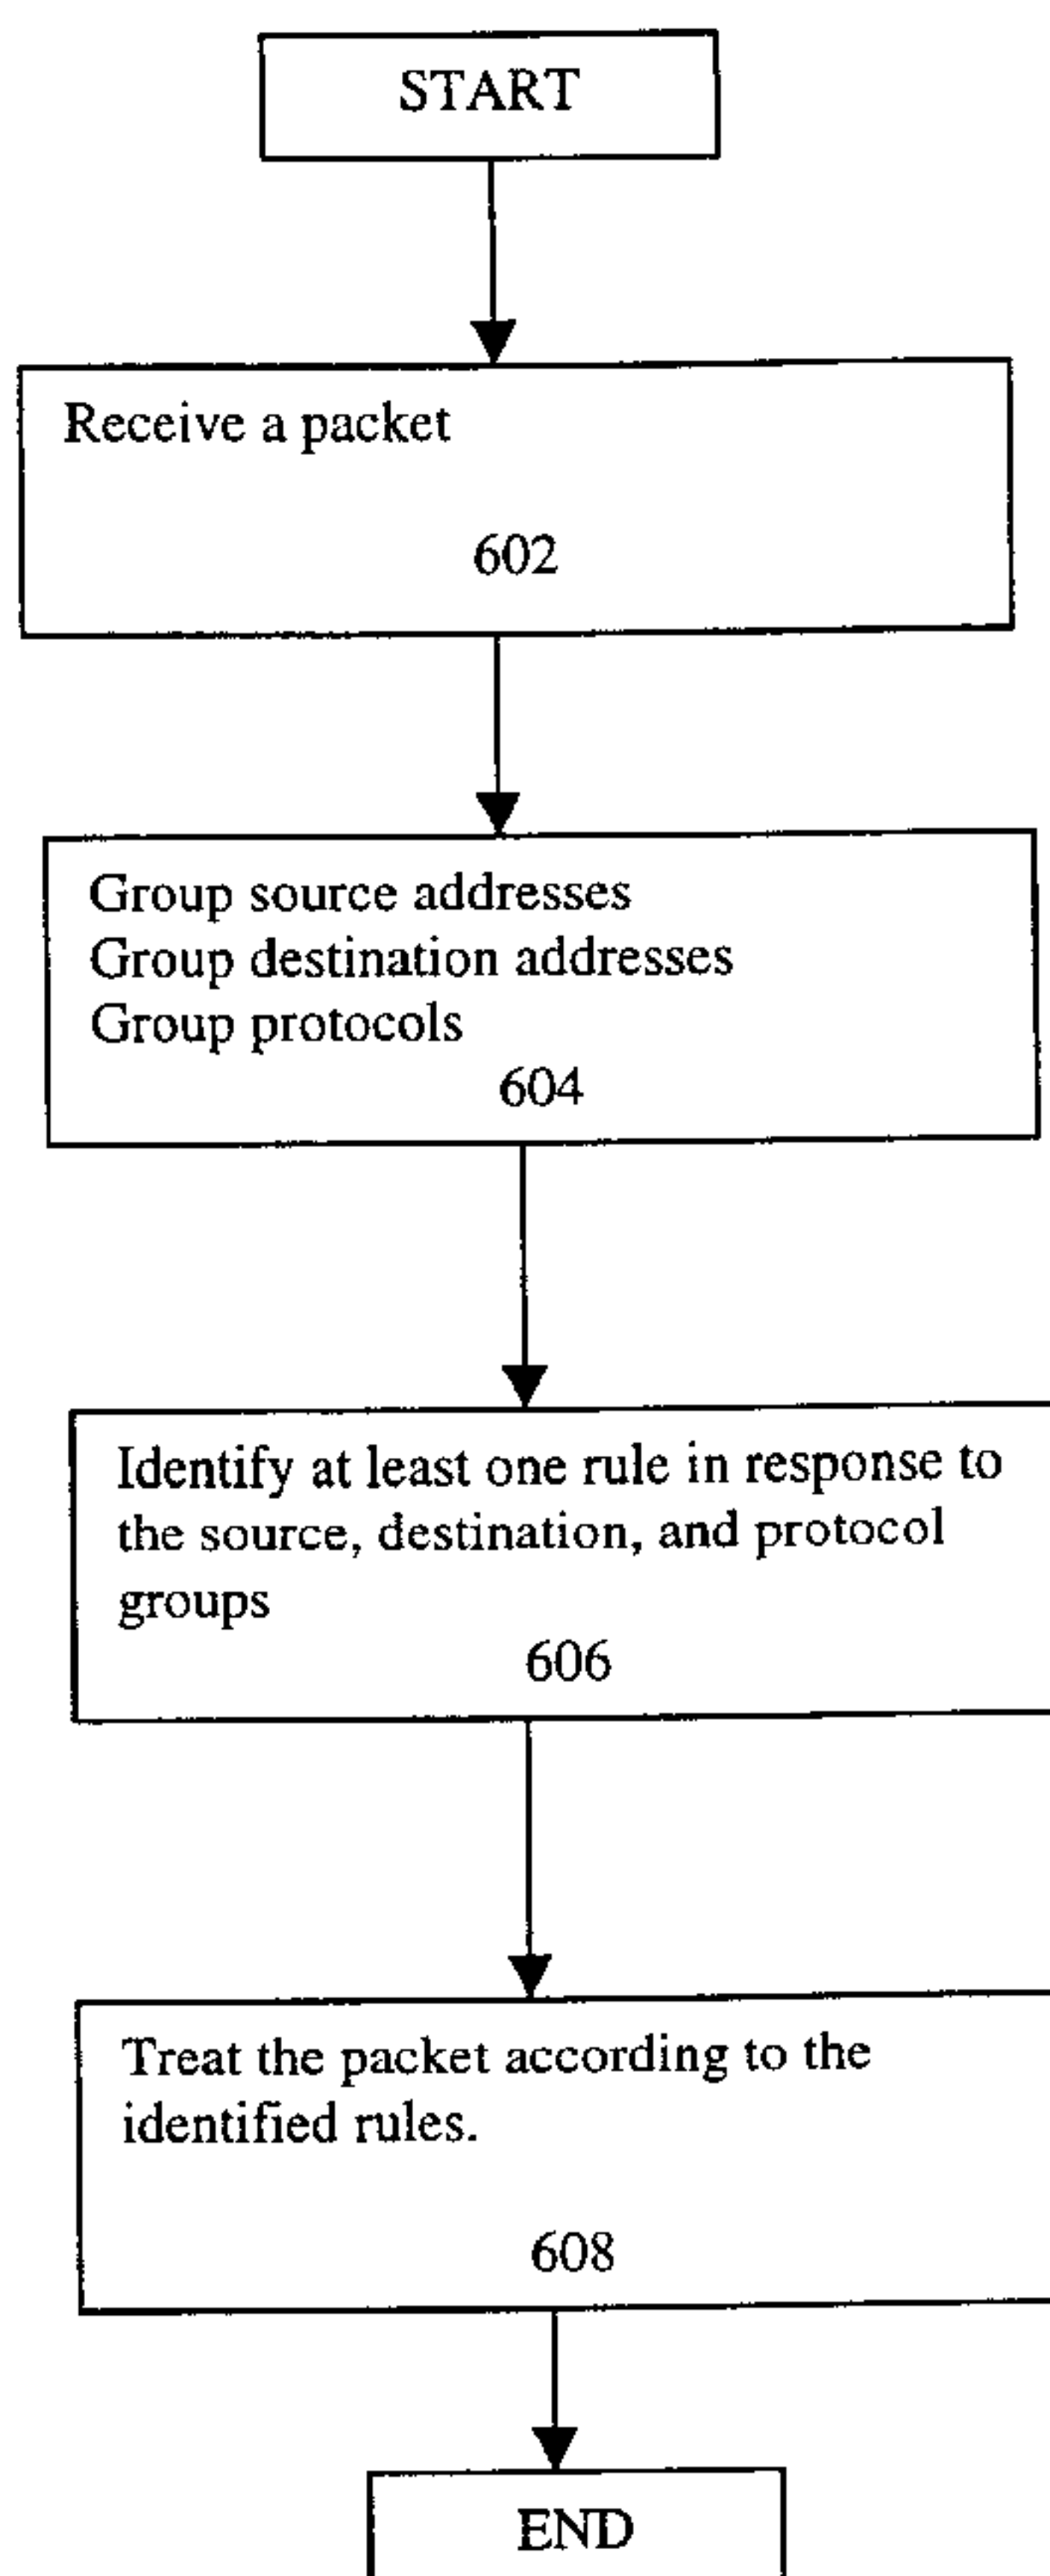 START
Receive a packet
602
Group source addresses
Group destination addresses
Group protocols
604
Identify at least one rule in response to
the source, destination, and protocol
groups
606
Treat the packet according to the
identified rules.
608
END